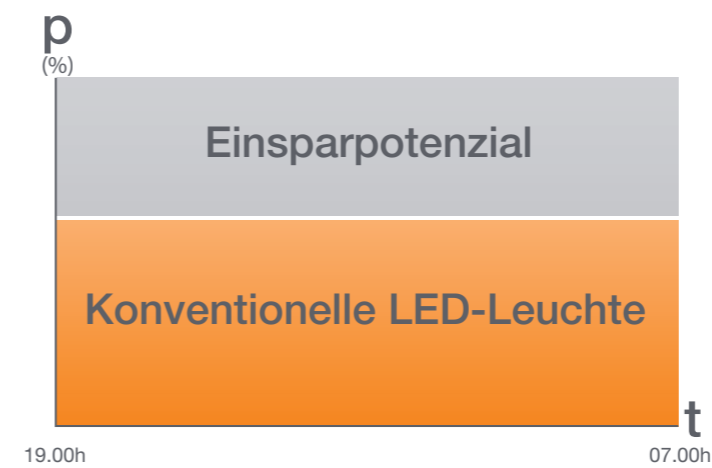 p
(%)
Einsparpotenzial
Konventionelle LED-Leuchte
t
19.00h
07.00h